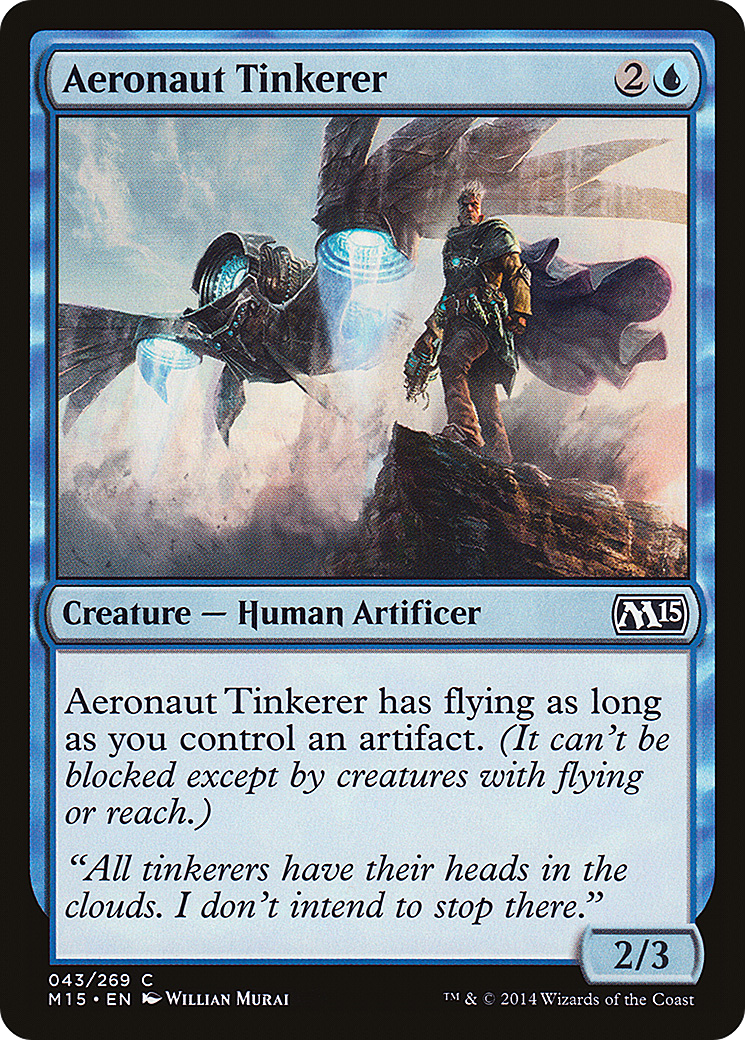 Aeronaut Tinkerer 2
Creature — Human Artificer M15
Aeronaut Tinkerer has flying as long
as you control an artifact. (It can't be
blocked except by creatures with flying
or reach.)
“All tinkerers have their heads in the
clouds. I don't intend to stop there.”
2/3
043/269 C
M15 • EN Willian Murai ™ & © 2014 Wizards of the Coast